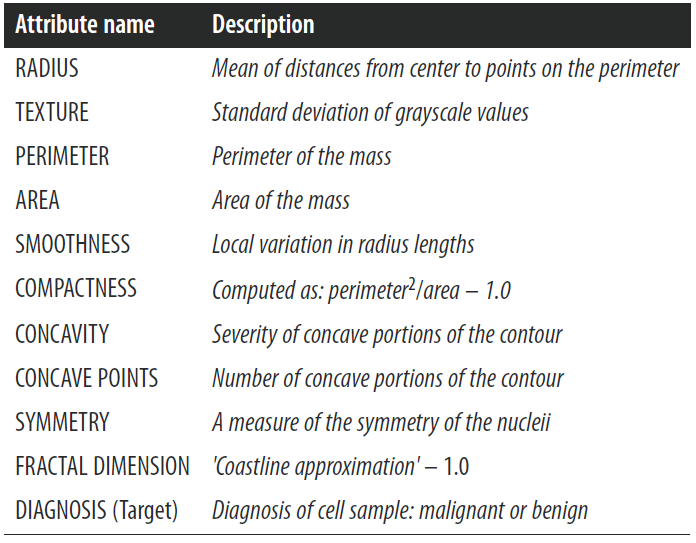 Attribute name Description
RADIUS Mean of distances from center to points on the perimeter
TEXTURE Standard deviation of grayscale values
PERIMETER Perimeter of the mass
AREA Area of the mass
SMOOTHNESS Local variation in radius lengths
COMPACTNESS Computed as: perimeter²/area – 1.0
CONCAVITY Severity of concave portions of the contour
CONCAVE POINTS Number of concave portions of the contour
SYMMETRY A measure of the symmetry of the nucleii
FRACTAL DIMENSION 'Coastline approximation' – 1.0
DIAGNOSIS (Target) Diagnosis of cell sample: malignant or benign